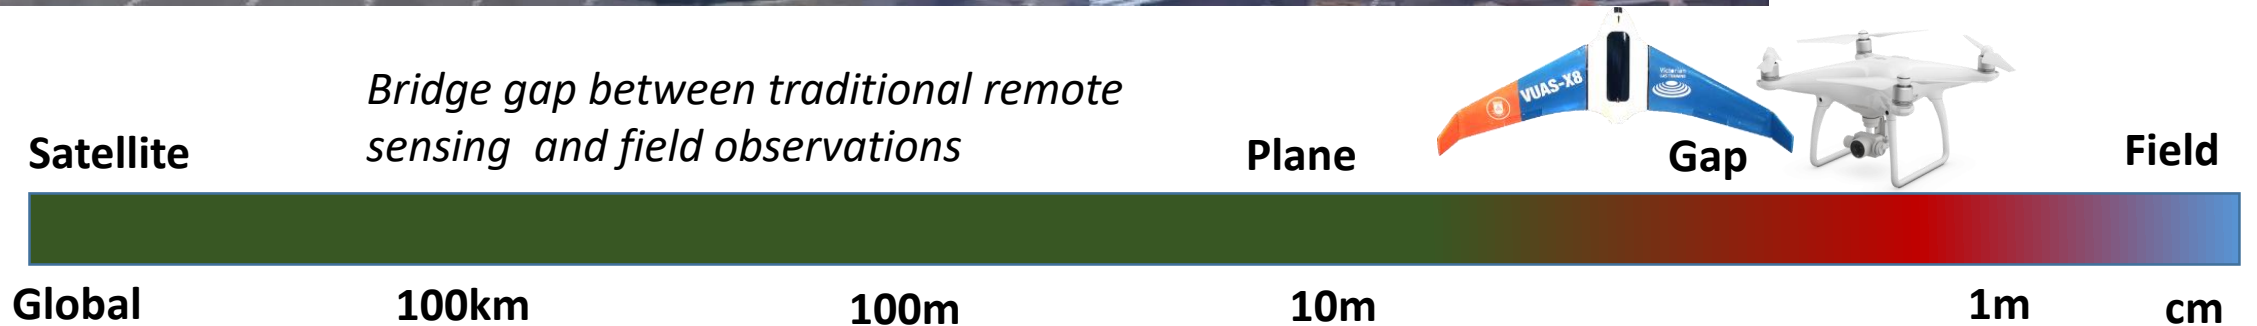 Bridge gap between traditional remote
sensing and field observations
Satellite
Plane
VUAS-X8
Gap
Field
Global
100km
100m
10m
1m
cm